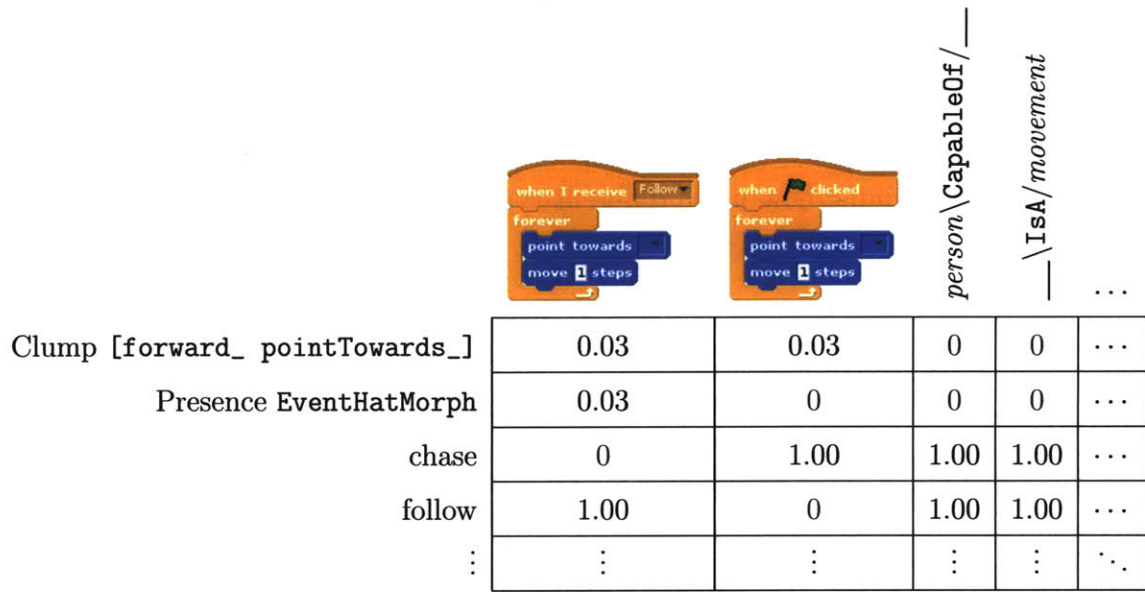 person\CapableOf/__
__\IsA/movement
...
when I receive Follow
forever
point towards
move 1 steps
when clicked
forever
point towards
move 1 steps
Clump [forward_ pointTowards_] 0.03 0.03 0 0 ...
Presence EventHatMorph 0.03 0 0 0 ...
chase 0 1.00 1.00 1.00 ...
follow 1.00 0 1.00 1.00 ...
⋮ ⋮ ⋮ ⋮ ⋮ ⋱